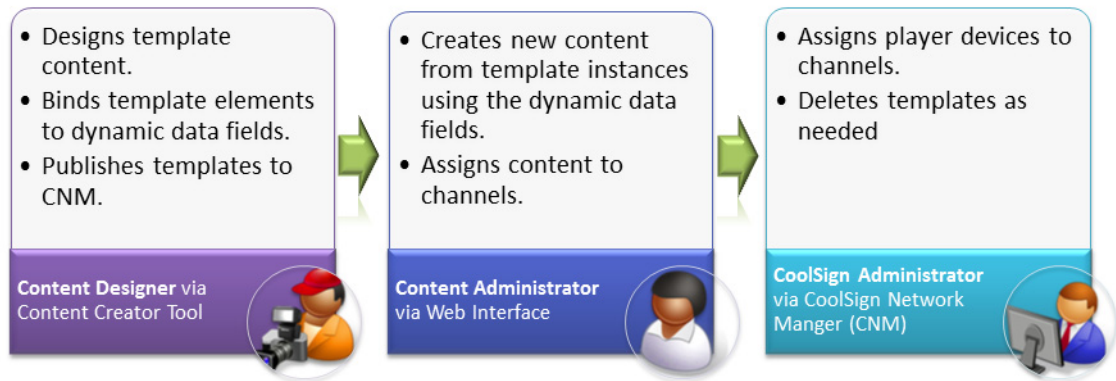 • Designs template
content.
• Binds template elements
to dynamic data fields.
• Publishes templates to
CNM.
Content Designer via
Content Creator Tool
• Creates new content
from template instances
using the dynamic data
fields.
• Assigns content to
channels.
Content Administrator
via Web Interface
• Assigns player devices to
channels.
• Deletes templates as
needed
CoolSign Administrator
via CoolSign Network
Manger (CNM)